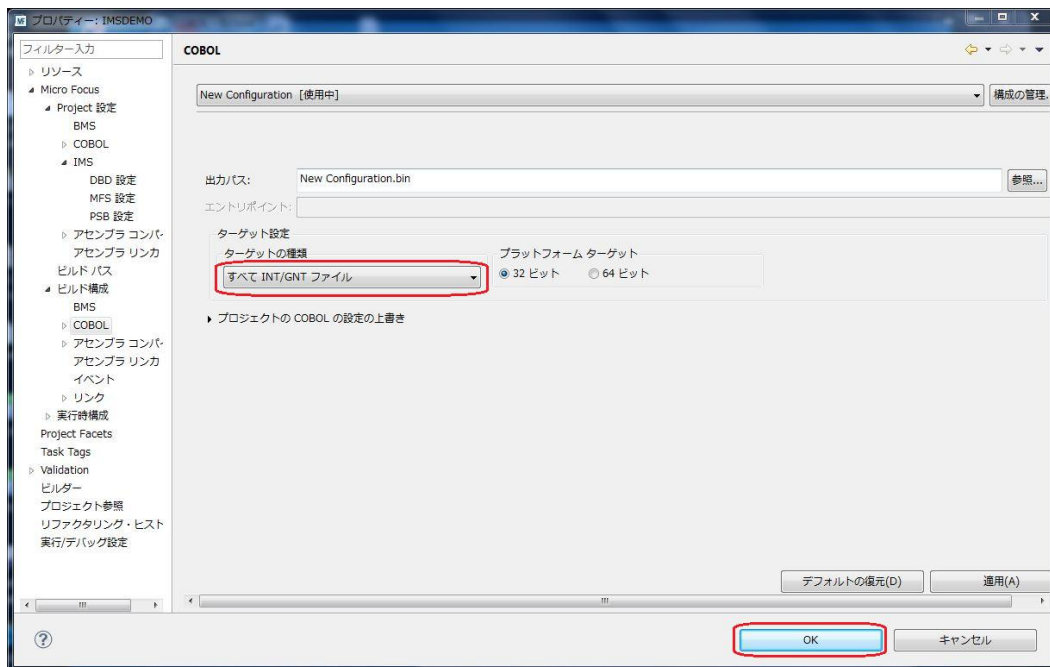 プロパティー: IMSDEMO
フィルター入力
リソース
Micro Focus
Project 設定
BMS
COBOL
IMS
DBD 設定
MFS 設定
PSB 設定
アセンブラ コンパ
アセンブラ リンカ
ビルド パス
ビルド構成
BMS
COBOL
アセンブラ コンパ
アセンブラ リンカ
イベント
リンク
実行時構成
Project Facets
Task Tags
Validation
ビルダー
プロジェクト参照
リファクタリング・ヒスト
実行/デバッグ設定
COBOL
New Configuration [使用中]
構成の管理.
出力パス: New Configuration.bin 参照...
エントリポイント:
ターゲット設定
ターゲットの種類
すべて INT/GNT ファイル
プラットフォーム ターゲット
32 ビット 64 ビット
プロジェクトの COBOL の設定の上書き
デフォルトの復元(D) 適用(A)
OK キャンセル